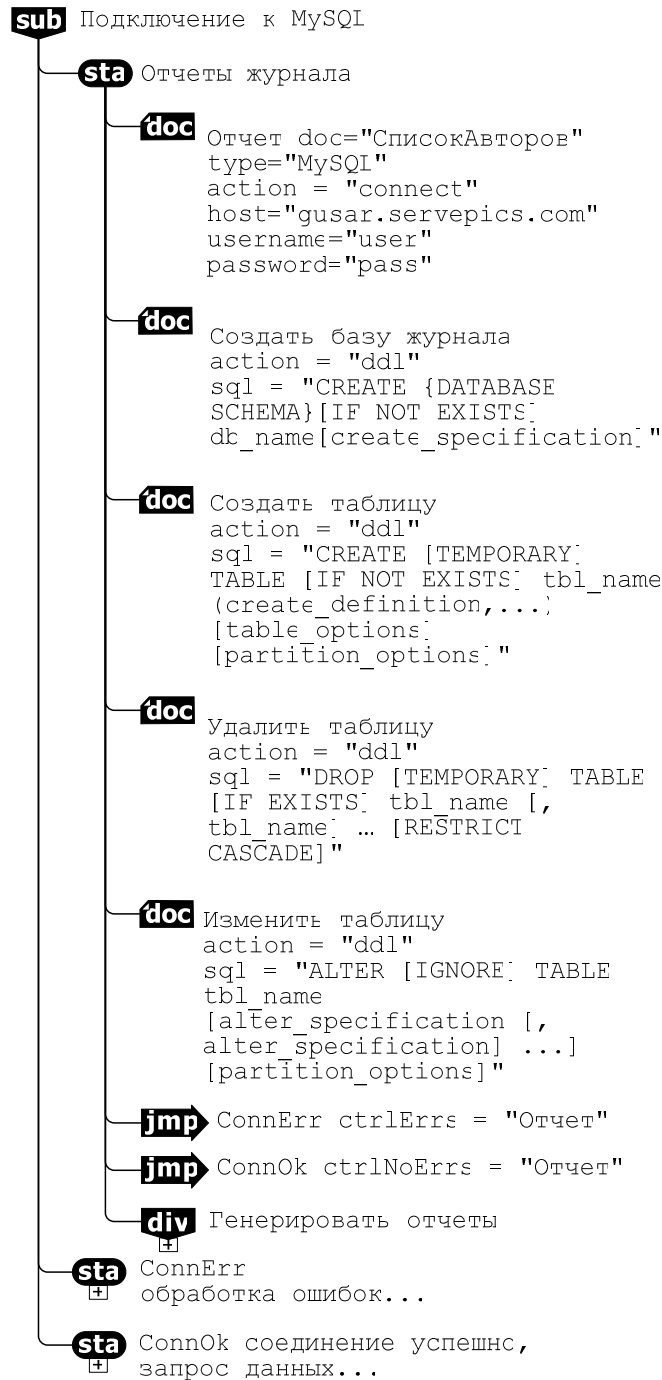 sub Подключение к MySQL
sta Отчеты журнала
doc Отчет doc="СписокАвторов"
type="MySQL"
action = "connect"
host="gusar.servepics.com"
username="user"
password="pass"
doc Создать базу журнала
action = "ddl"
sql = "CREATE {DATABASE
SCHEMA}[IF NOT EXISTS]
db_name[create_specification]"
doc Создать таблицу
action = "ddl"
sql = "CREATE [TEMPORARY]
TABLE [IF NOT EXISTS] tbl_name
(create_definition,...)
[table_options]
[partition_options]"
doc Удалить таблицу
action = "ddl"
sql = "DROP [TEMPORARY] TABLE
[IF EXISTS] tbl_name [,
tbl_name] … [RESTRICT
CASCADE]"
doc Изменить таблицу
action = "ddl"
sql = "ALTER [IGNORE] TABLE
tbl_name
[alter_specification [,
alter_specification] ...]
[partition_options]"
jmp ConnErr ctrlErrs = "Отчет"
jmp ConnOk ctrlNoErrs = "Отчет"
div Генерировать отчеты
sta ConnErr
обработка ошибок...
sta ConnOk соединение успешно,
запрос данных...